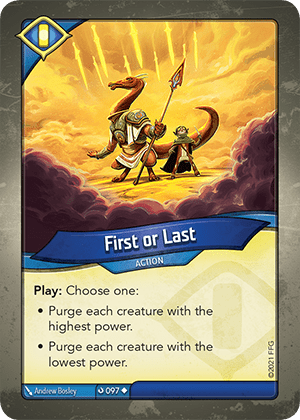 First or Last
ACTION
Play: Choose one:
• Purge each creature with the
highest power.
• Purge each creature with the
lowest power.
©2021 FFG
Andrew Bosley
097